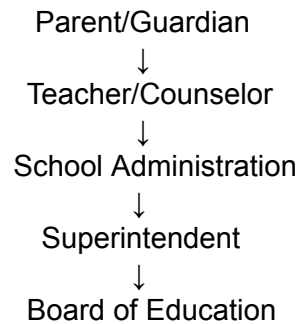 Parent/Guardian
↓
Teacher/Counselor
↓
School Administration
↓
Superintendent
↓
Board of Education